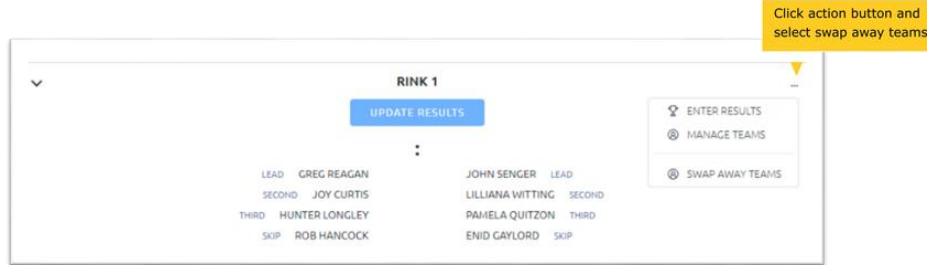 Click action button and
select swap away teams
RINK 1
...
UPDATE RESULTS
ENTER RESULTS
MANAGE TEAMS
:
SWAP AWAY TEAMS
LEAD GREG REAGAN JOHN SENGER LEAD
SECOND JOY CURTIS LILLIANA WITTING SECOND
THIRD HUNTER LONGLEY PAMELA QUITZON THIRD
SKIP ROB HANCOCK ENID GAYLORD SKIP